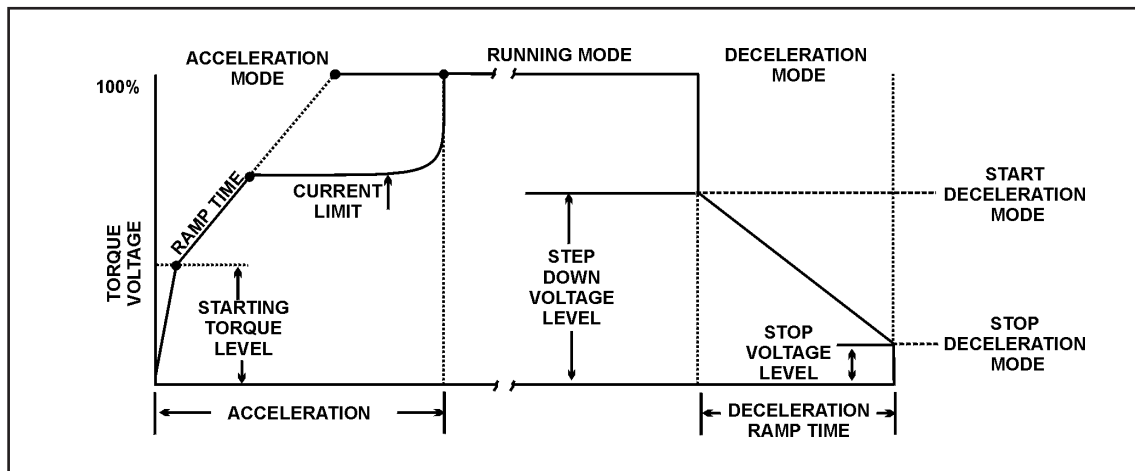 ACCELERATION
MODE
RUNNING MODE
DECELERATION
MODE
100%
RAMP TIME
CURRENT
LIMIT
START
DECELERATION
MODE
TORQUE
VOLTAGE
STARTING
TORQUE
LEVEL
STEP
DOWN
VOLTAGE
LEVEL
STOP
VOLTAGE
LEVEL
STOP
DECELERATION
MODE
ACCELERATION
DECELERATION
RAMP TIME